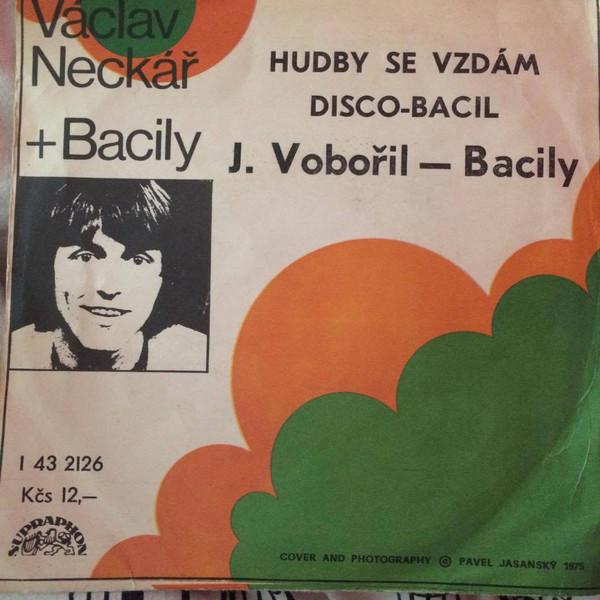 Václav
Neckář
+Bacily
HUDBY SE VZDÁM
DISCO-BACIL
J. Vobořil — Bacily
1 43 2126
Kčs 12,—
SUPRAPHON
COVER AND PHOTOGRAPHY © PAVEL JASANSKÝ 1975